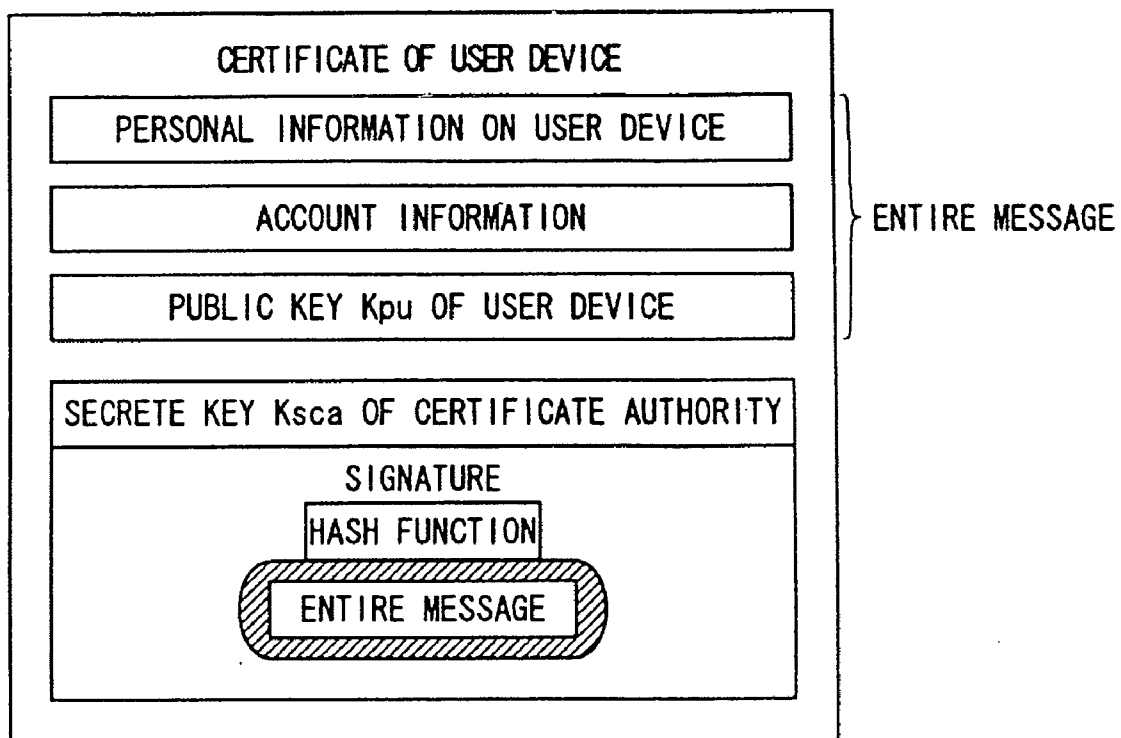 CERTIFICATE OF USER DEVICE
PERSONAL INFORMATION ON USER DEVICE
ACCOUNT INFORMATION
PUBLIC KEY Kpu OF USER DEVICE
ENTIRE MESSAGE
SECRETE KEY Ksca OF CERTIFICATE AUTHORITY
SIGNATURE
HASH FUNCTION
ENTIRE MESSAGE